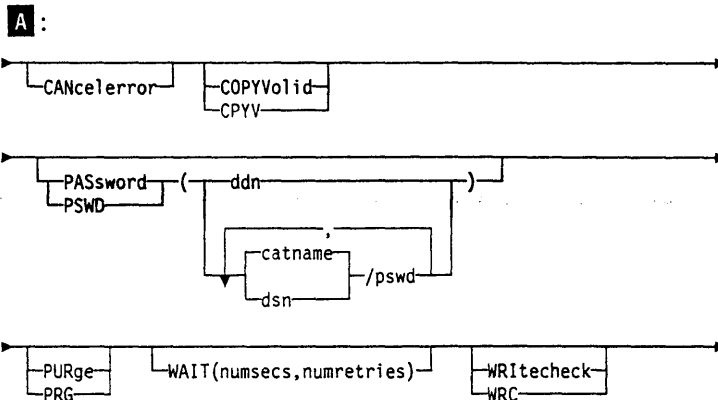 A :
CANcelerror COPYVolid
CPYV
PASsword ( ddn )
PSWD
,
catname
/pswd
dsn
PURge WAIT(numsecs,numretries) WRItecheck
PRG WRC